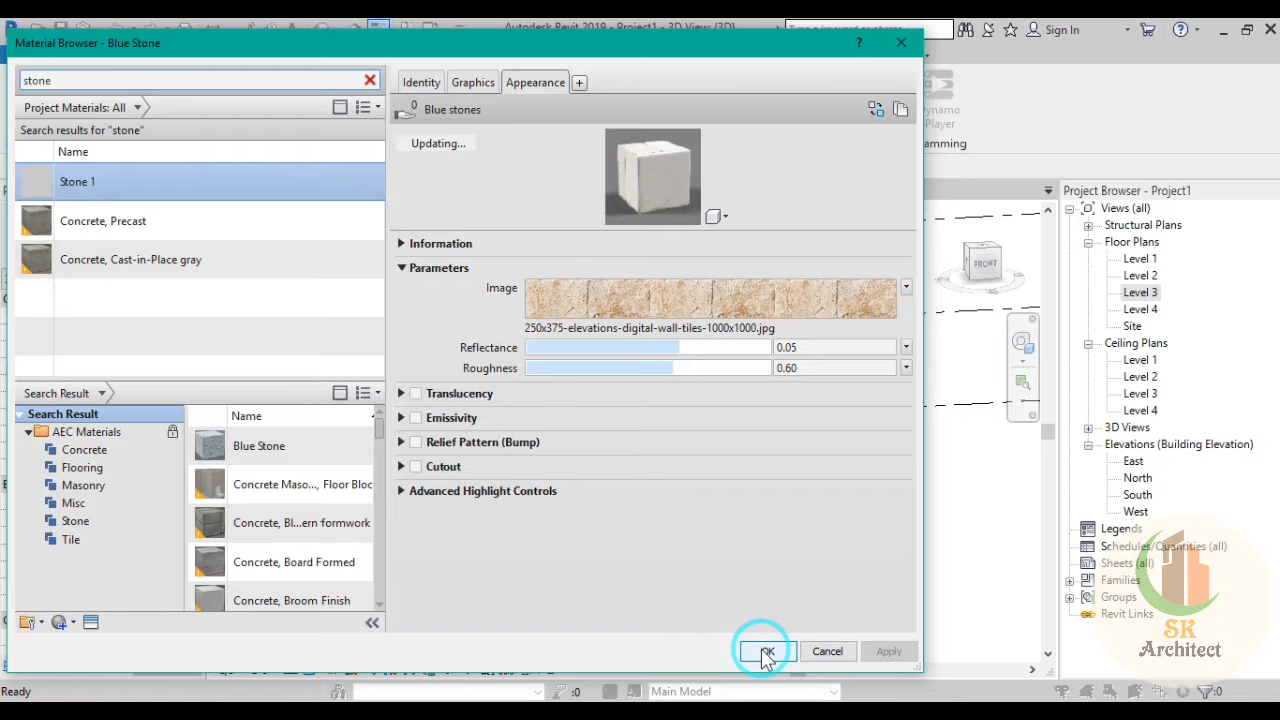 Autodesk Revit 2019 - Project1 - 3D Views (3D)
Sign In
Material Browser - Blue Stone
stone
Project Materials: All
Search results for "stone"
Name
Stone 1
Concrete, Precast
Concrete, Cast-in-Place gray
Search Result
Search Result
AEC Materials
Concrete
Flooring
Masonry
Misc
Stone
Tile
Name
Blue Stone
Concrete Maso..., Floor Bloc
Concrete, Bl...ern formwork
Concrete, Board Formed
Concrete, Broom Finish
Identity
Graphics
Appearance
0
Blue stones
Updating...
Information
Parameters
Image
250x375-elevations-digital-wall-tiles-1000x1000.jpg
Reflectance
0.05
Roughness
0.60
Translucency
Emissivity
Relief Pattern (Bump)
Cutout
Advanced Highlight Controls
OK
Cancel
Apply
Dynamo
Player
amming
FRONT
Project Browser - Project1
Views (all)
Structural Plans
Floor Plans
Level 1
Level 2
Level 3
Level 4
Site
Ceiling Plans
Level 1
Level 2
Level 3
Level 4
3D Views
Elevations (Building Elevation)
East
North
South
West
Legends
Schedules/Quantities (all)
Sheets (all)
Families
Groups
Revit Links
SK
Architect
Ready
:0
Main Model
:0